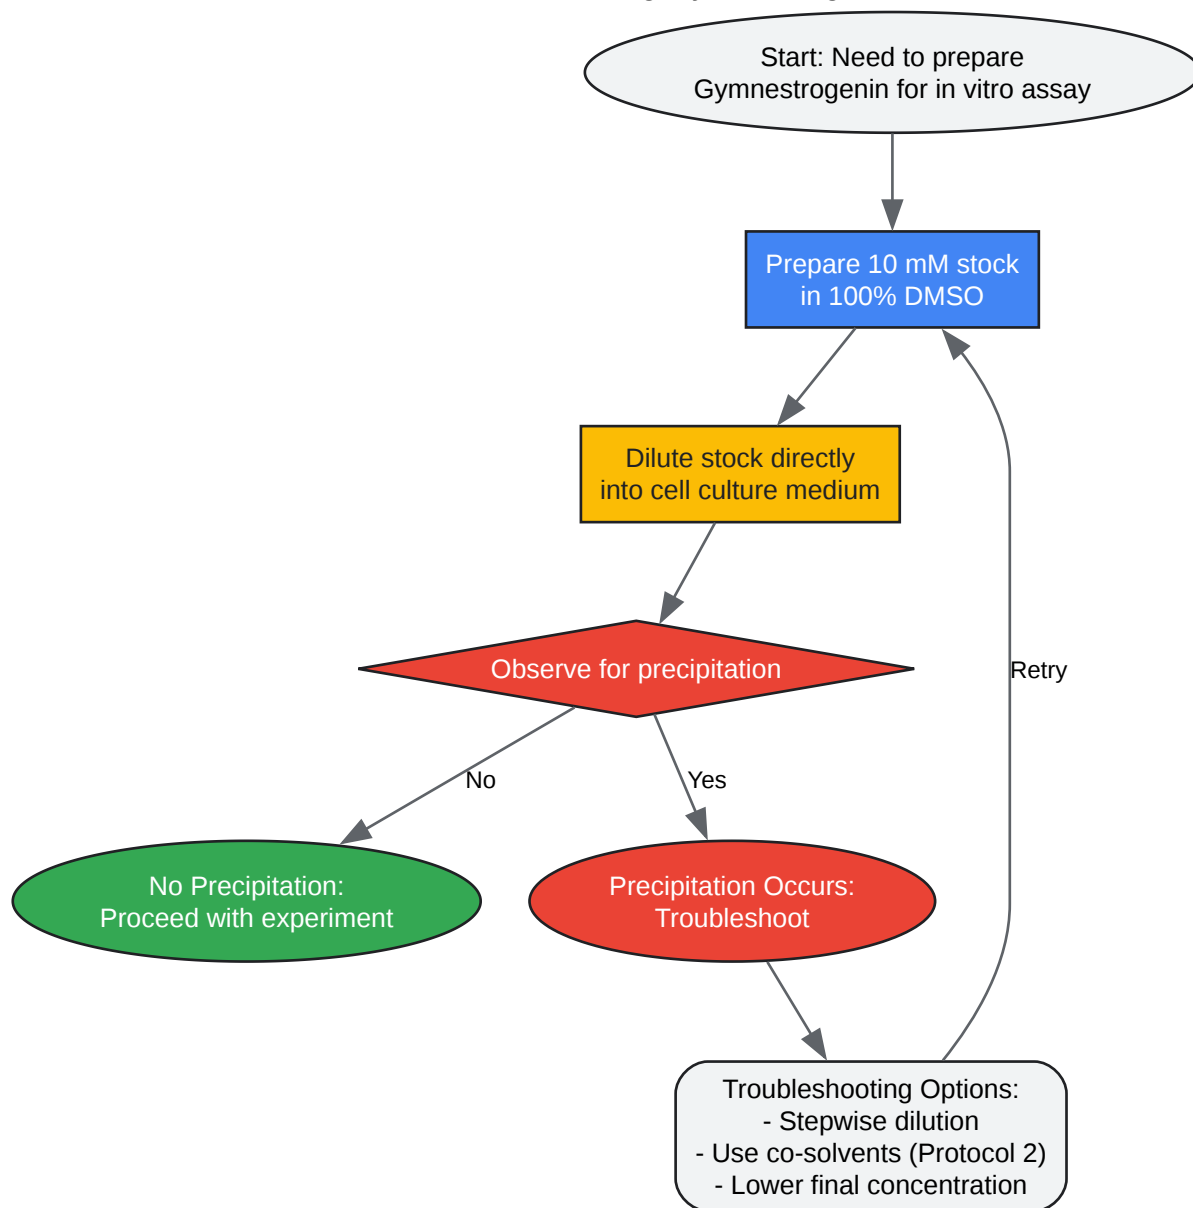 Start: Need to prepare
Gymnestrogenin for in vitro assay
Prepare 10 mM stock
in 100% DMSO
Dilute stock directly
into cell culture medium
Observe for precipitation
Retry
No
Yes
No Precipitation:
Proceed with experiment
Precipitation Occurs:
Troubleshoot
Troubleshooting Options:
- Stepwise dilution
- Use co-solvents (Protocol 2)
- Lower final concentration